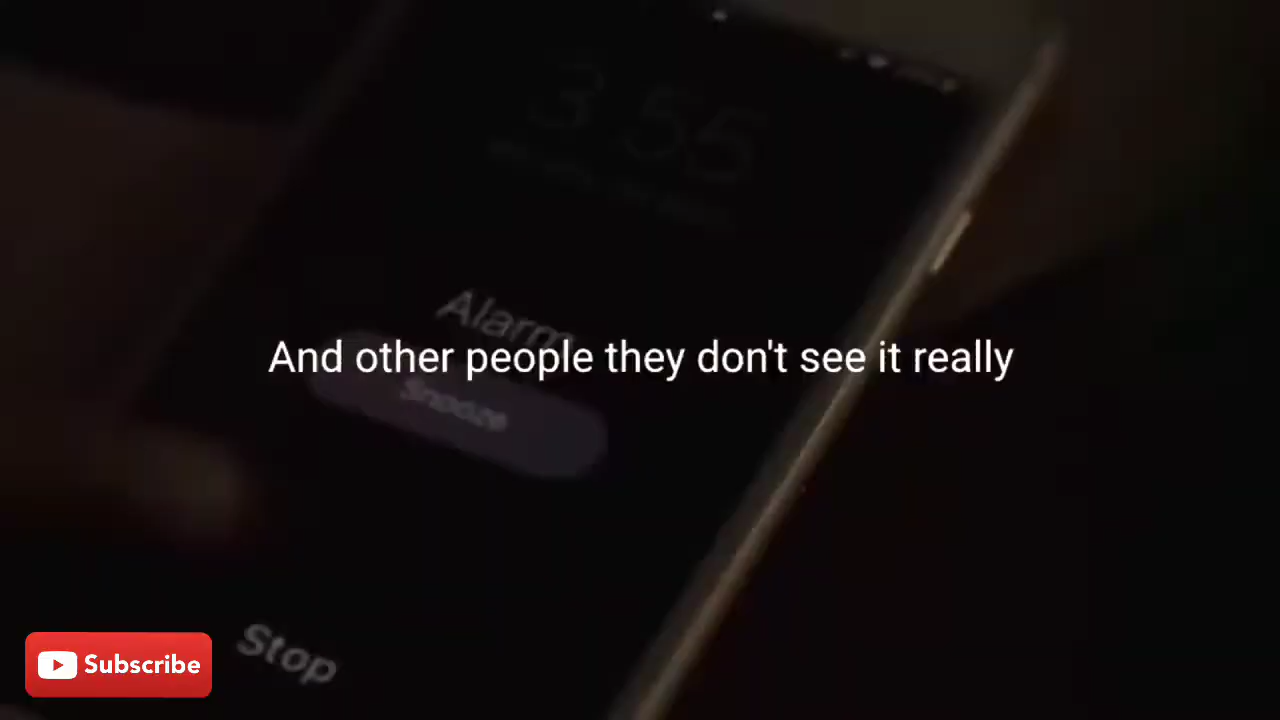 3 55
Alarm
And other people they don't see it really
Snooze
Stop
Subscribe